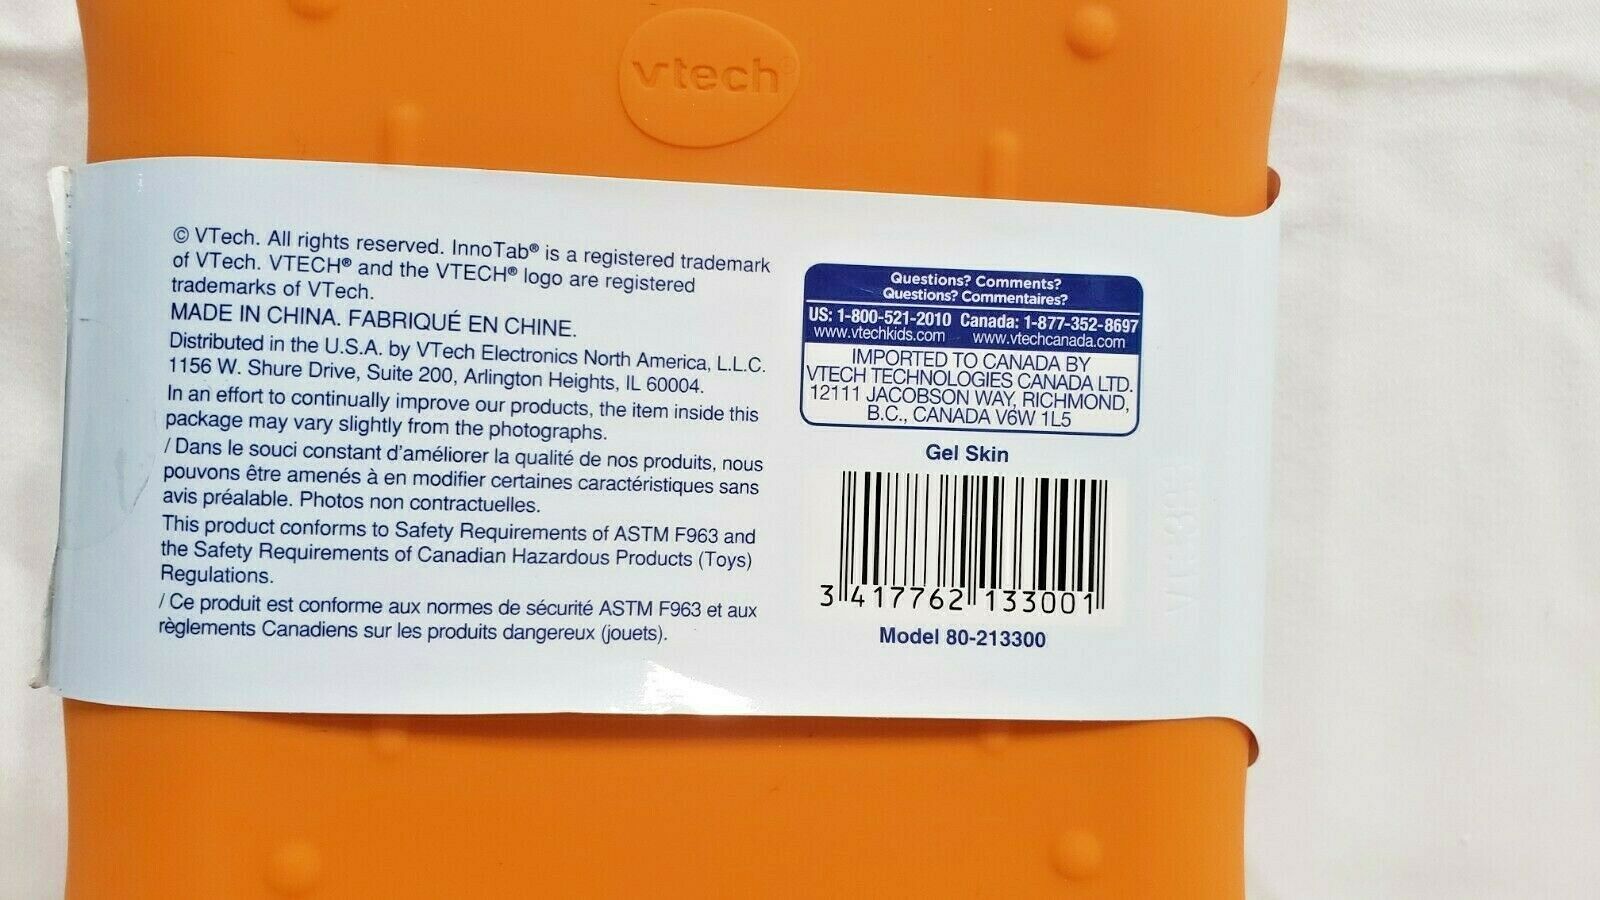 vtech
© VTech. All rights reserved. InnoTab® is a registered trademark
of VTech. VTECH® and the VTECH® logo are registered
trademarks of VTech.
MADE IN CHINA. FABRIQUÉ EN CHINE.
Distributed in the U.S.A. by VTech Electronics North America, L.L.C.
1156 W. Shure Drive, Suite 200, Arlington Heights, IL 60004.
In an effort to continually improve our products, the item inside this
package may vary slightly from the photographs.
/ Dans le souci constant d'améliorer la qualité de nos produits, nous
pouvons être amenés à en modifier certaines caractéristiques sans
avis préalable. Photos non contractuelles.
This product conforms to Safety Requirements of ASTM F963 and
the Safety Requirements of Canadian Hazardous Products (Toys)
Regulations.
/ Ce produit est conforme aux normes de sécurité ASTM F963 et aux
règlements Canadiens sur les produits dangereux (jouets).
Questions? Comments?
Questions? Commentaires?
US: 1-800-521-2010 Canada: 1-877-352-8697
www.vtechkids.com www.vtechcanada.com
IMPORTED TO CANADA BY
VTECH TECHNOLOGIES CANADA LTD.
12111 JACOBSON WAY, RICHMOND,
B.C., CANADA V6W 1L5
Gel Skin
3 417762 133001
Model 80-213300